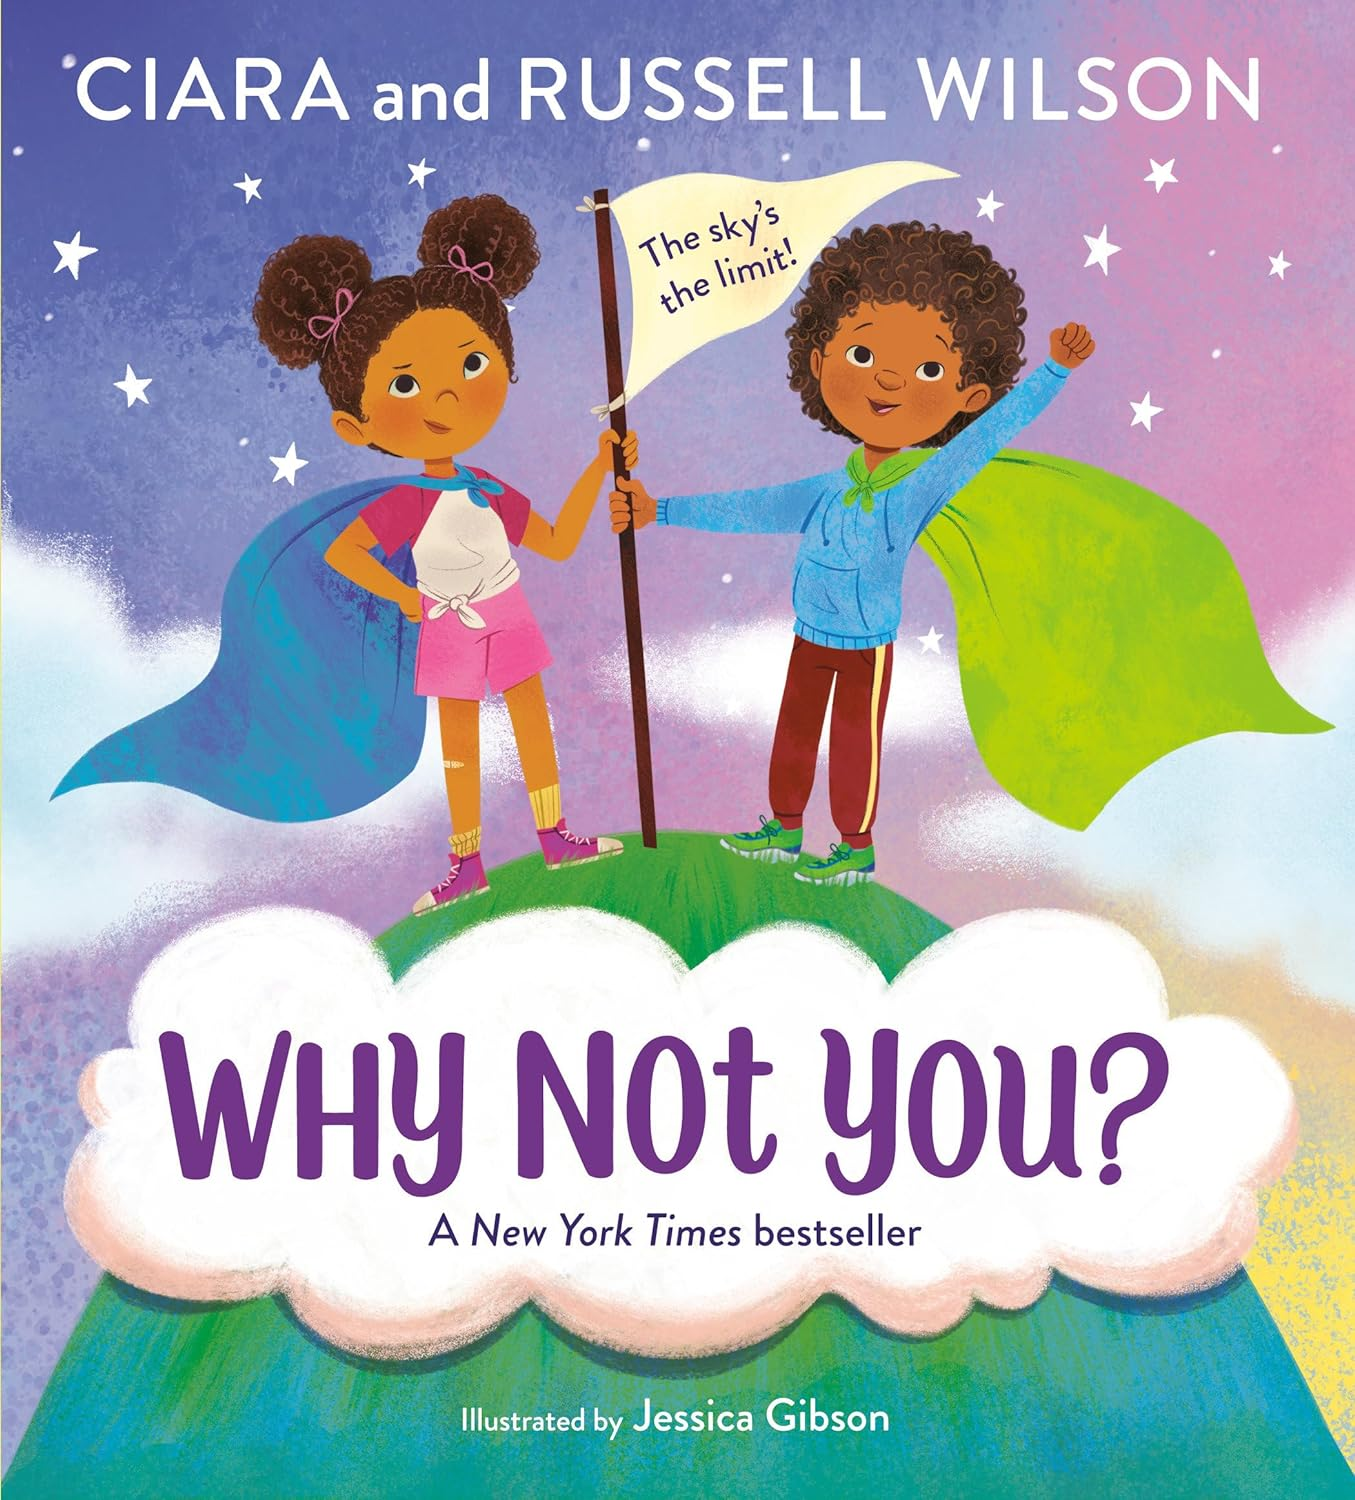 CIARA and RUSSELL WILSON
The sky's
the limit!
WHY NOT YOU?
A New York Times bestseller
Illustrated by Jessica Gibson